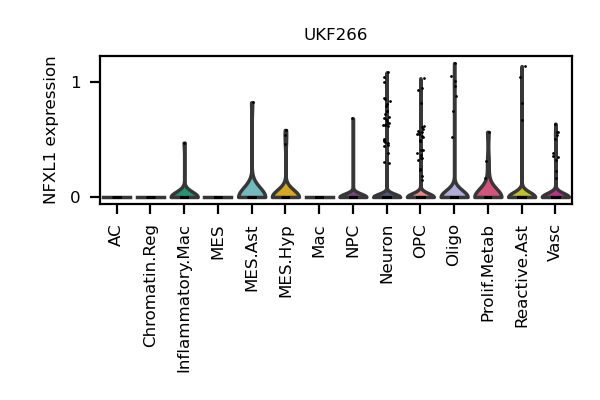 UKF266
NFXL1 expression
1
0
AC
Chromatin.Reg
Inflammatory.Mac
MES
MES.Ast
MES.Hyp
Mac
NPC
Neuron
OPC
Oligo
Prolif.Metab
Reactive.Ast
Vasc